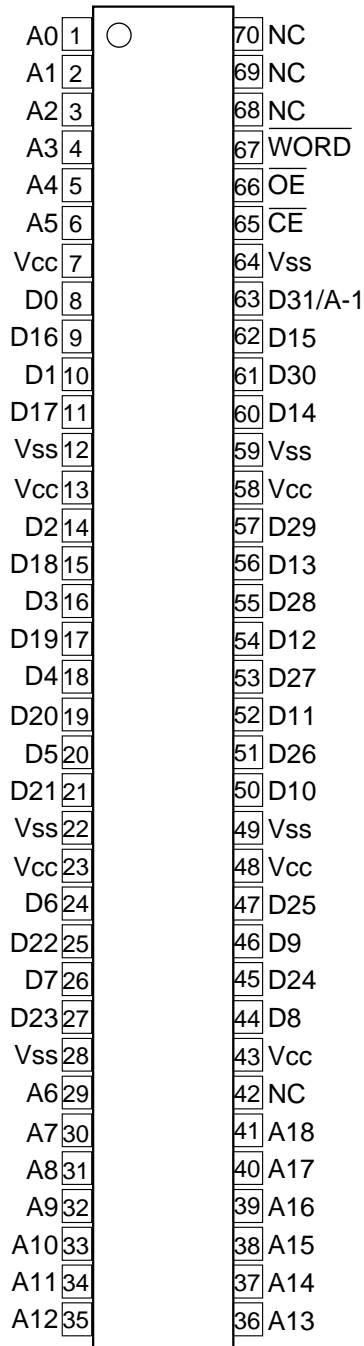 A0 1 70 NC
A1 2 69 NC
A2 3 68 NC
A3 4 67 WORD
A4 5 66 OE
A5 6 65 CE
Vcc 7 64 Vss
D0 8 63 D31/A-1
D16 9 62 D15
D1 10 61 D30
D17 11 60 D14
Vss 12 59 Vss
Vcc 13 58 Vcc
D2 14 57 D29
D18 15 56 D13
D3 16 55 D28
D19 17 54 D12
D4 18 53 D27
D20 19 52 D11
D5 20 51 D26
D21 21 50 D10
Vss 22 49 Vss
Vcc 23 48 Vcc
D6 24 47 D25
D22 25 46 D9
D7 26 45 D24
D23 27 44 D8
Vss 28 43 Vcc
A6 29 42 NC
A7 30 41 A18
A8 31 40 A17
A9 32 39 A16
A10 33 38 A15
A11 34 37 A14
A12 35 36 A13